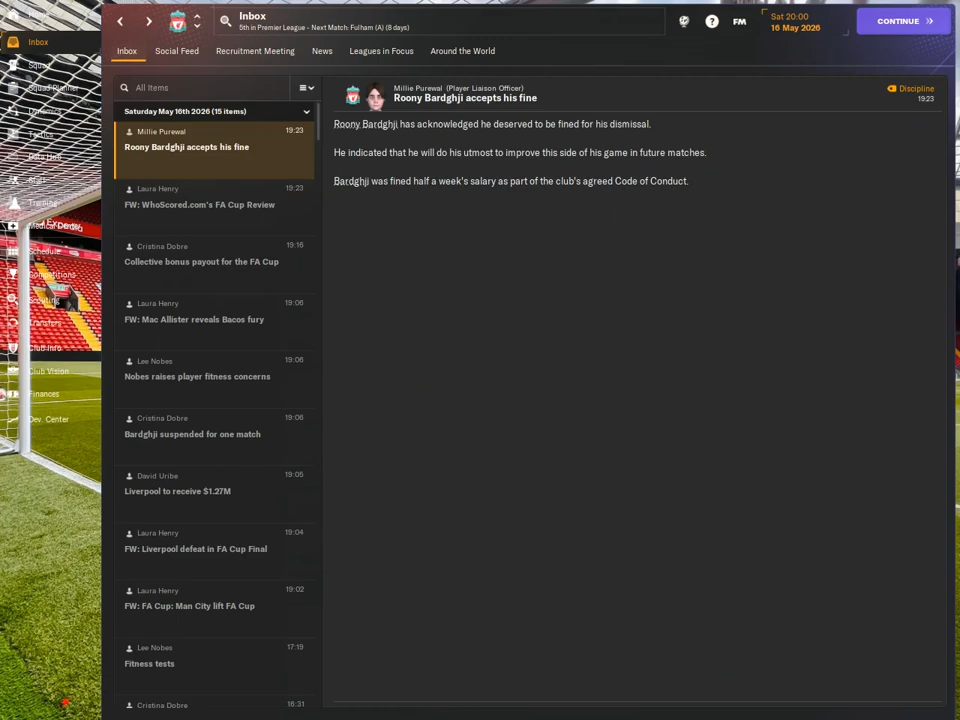 Inbox
5th in Premier League - Next Match: Fulham (A) (8 days)
FM
Sat 20:00
16 May 2026
CONTINUE
Inbox
Social Feed
Recruitment Meeting
News
Leagues in Focus
Around the World
Inbox
Squad
Squad Planner
Dynamics
Tactics
Data Hub
Staff
Training
Medical Centre
Schedule
Competitions
Scouting
Transfers
Club Info
Club Vision
Finances
Dev. Center
All Items
Saturday May 16th 2026 (15 items)
Millie Purewal 19:23
Roony Bardghji accepts his fine
Laura Henry 19:23
FW: WhoScored.com's FA Cup Review
Cristina Dobre 19:16
Collective bonus payout for the FA Cup
Laura Henry 19:06
FW: Mac Allister reveals Bacos fury
Lee Nobes 19:06
Nobes raises player fitness concerns
Cristina Dobre 19:06
Bardghji suspended for one match
David Uribe 19:05
Liverpool to receive $1.27M
Laura Henry 19:04
FW: Liverpool defeat in FA Cup Final
Laura Henry 19:02
FW: FA Cup: Man City lift FA Cup
Lee Nobes 17:19
Fitness tests
Cristina Dobre 16:31
Millie Purewal (Player Liaison Officer)
Roony Bardghji accepts his fine
Discipline
19:23
Roony Bardghji has acknowledged he deserved to be fined for his dismissal.
He indicated that he will do his utmost to improve this side of his game in future matches.
Bardghji was fined half a week's salary as part of the club's agreed Code of Conduct.